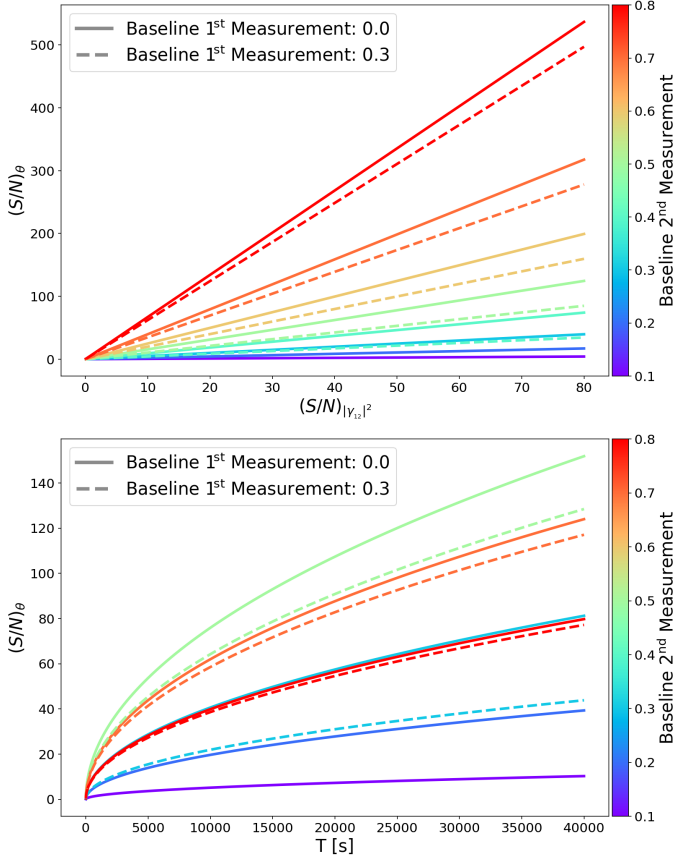 Baseline 1st Measurement: 0.0
Baseline 1st Measurement: 0.3
500
400
300
200
100
0
(S/N)θ
0 10 20 30 40 50 60 70 80
(S/N)|γ12|²
0.8
0.7
0.6
0.5
0.4
0.3
0.2
0.1
Baseline 2nd Measurement
Baseline 1st Measurement: 0.0
Baseline 1st Measurement: 0.3
140
120
100
80
60
40
20
0
(S/N)θ
0 5000 10000 15000 20000 25000 30000 35000 40000
T [s]
0.8
0.7
0.6
0.5
0.4
0.3
0.2
0.1
Baseline 2nd Measurement